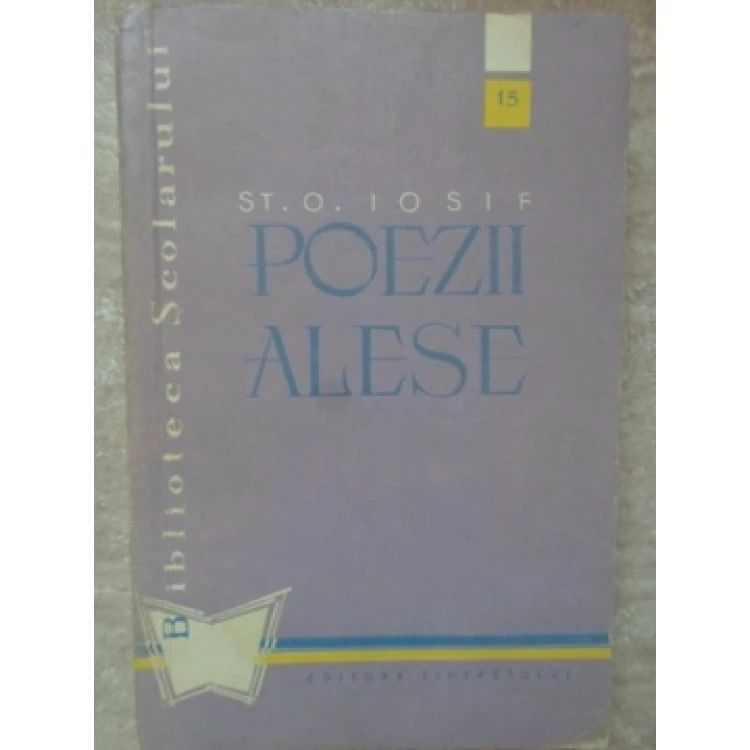 15
ST. O. IOSIF
POEZII
ALESE
Biblioteca Școlarului
EDITURA TINERETULUI